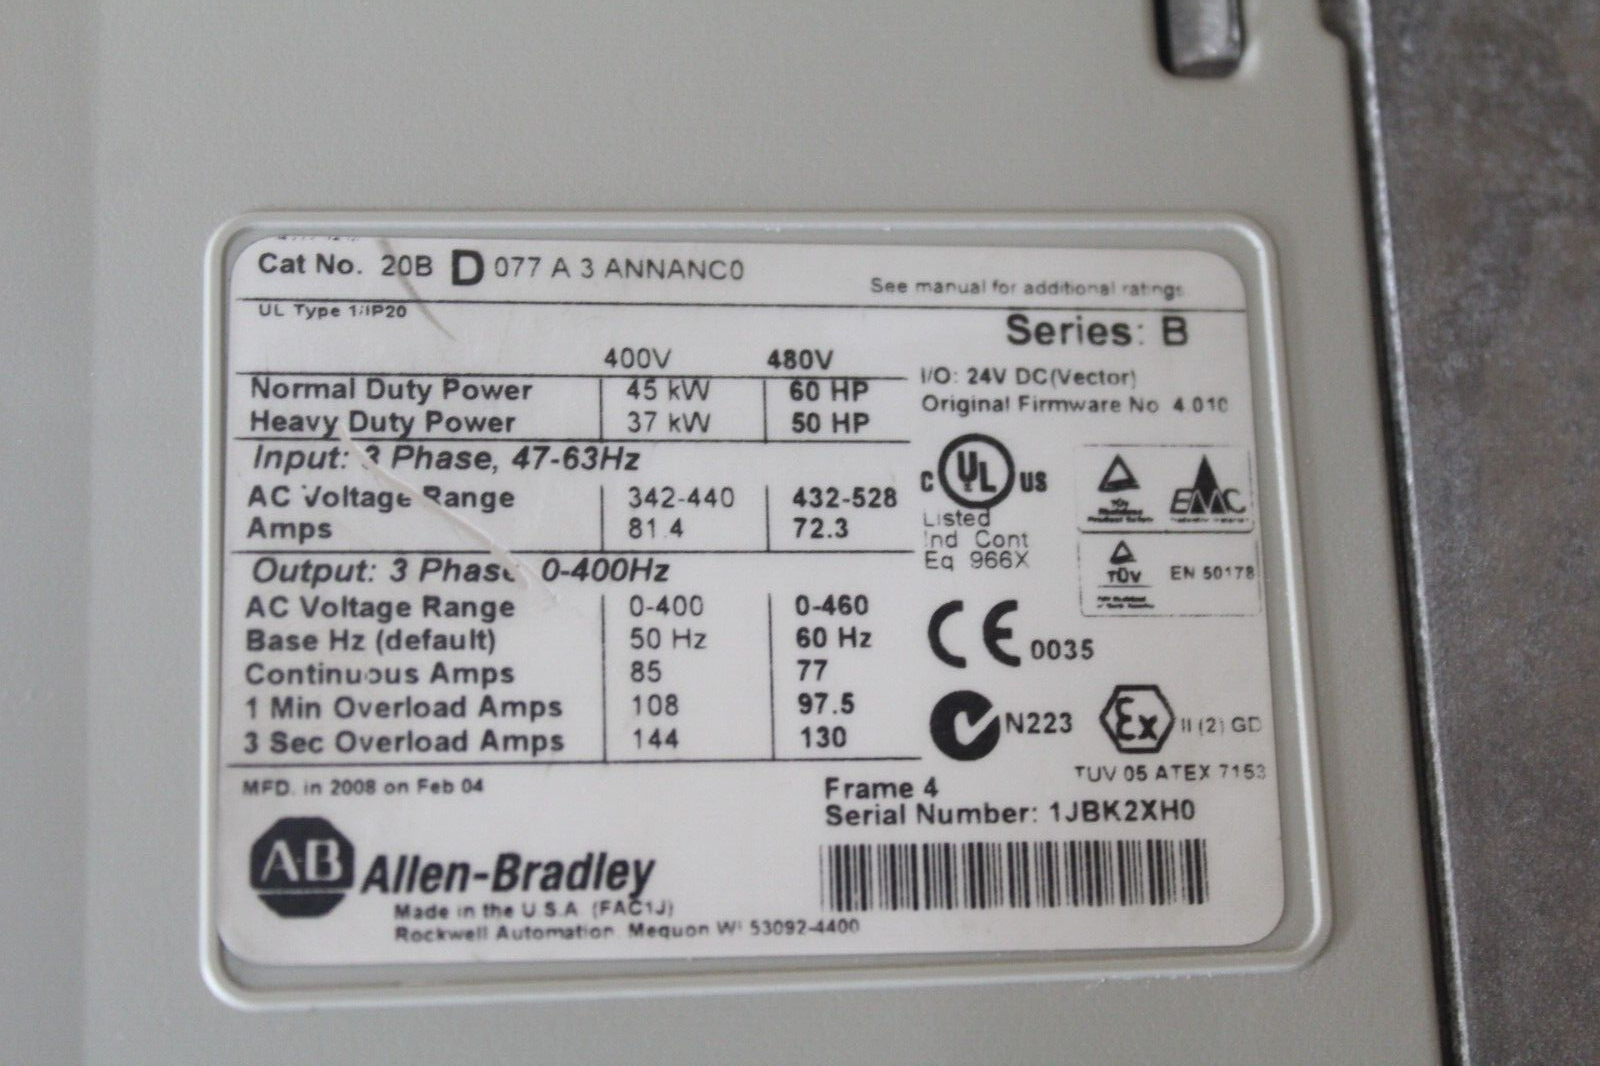 Cat No. 20B D 077 A 3 ANNANC0
See manual for additional ratings
UL Type 1/IP20
Series: B
400V 480V
I/O: 24V DC(Vector)
Normal Duty Power 45 kW 60 HP
Original Firmware No 4.010
Heavy Duty Power 37 kW 50 HP
Input: 3 Phase, 47-63Hz
AC Voltage Range 342-440 432-528
Amps 81.4 72.3
C UL US
Listed
Ind Cont
Eq 966X
TÜV
EMC
TÜV EN 50178
Output: 3 Phase 0-400Hz
AC Voltage Range 0-400 0-460
Base Hz (default) 50 Hz 60 Hz
Continuous Amps 85 77
1 Min Overload Amps 108 97.5
3 Sec Overload Amps 144 130
CE 0035
N223
Ex II (2) GD
TUV 05 ATEX 7153
MFD. in 2008 on Feb 04
Frame 4
Serial Number: 1JBK2XH0
A-B Allen-Bradley
Made in the U.S.A (FAC1J)
Rockwell Automation Mequon WI 53092-4400